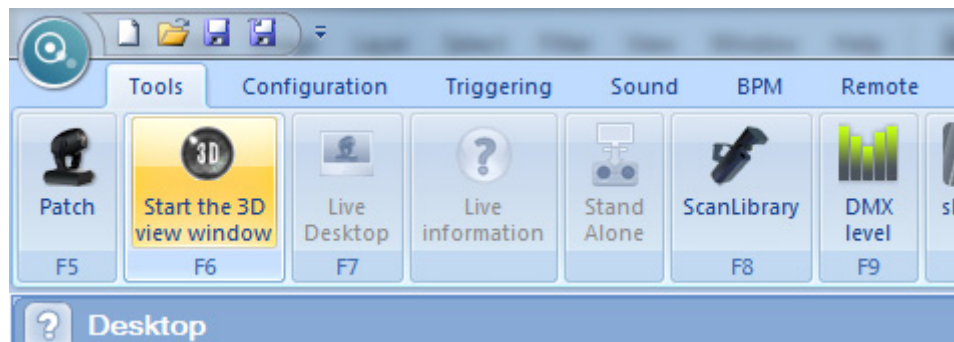 Tools Configuration Triggering Sound BPM Remote
3D
?
Patch
Start the 3D
view window
Live
Desktop
Live
information
Stand
Alone
ScanLibrary
DMX
level
F5 F6 F7 F8 F9
? Desktop